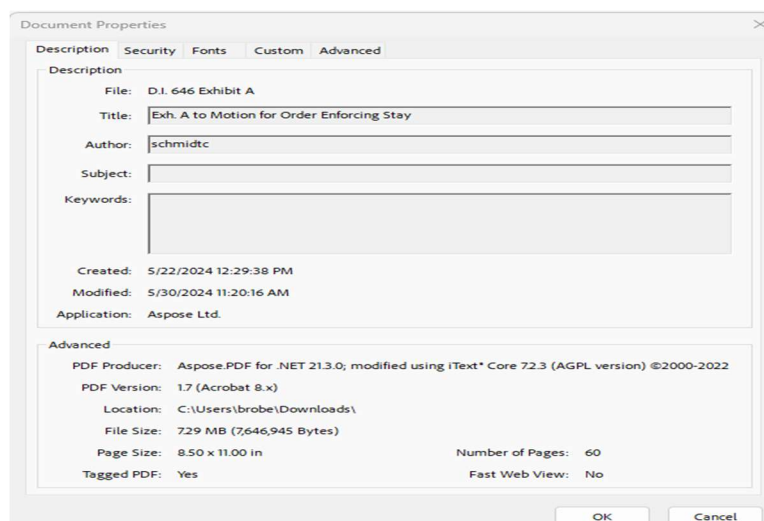 Document Properties
Description Security Fonts Custom Advanced
Description
File: D.I. 646 Exhibit A
Title: Exh. A to Motion for Order Enforcing Stay
Author: schmidtc
Subject:
Keywords:
Created: 5/22/2024 12:29:38 PM
Modified: 5/30/2024 11:20:16 AM
Application: Aspose Ltd.
Advanced
PDF Producer: Aspose.PDF for .NET 21.3.0; modified using iText® Core 7.2.3 (AGPL version) ©2000-2022
PDF Version: 1.7 (Acrobat 8.x)
Location: C:\Users\brobe\Downloads\
File Size: 7.29 MB (7,646,945 Bytes)
Page Size: 8.50 x 11.00 in Number of Pages: 60
Tagged PDF: Yes Fast Web View: No
OK Cancel